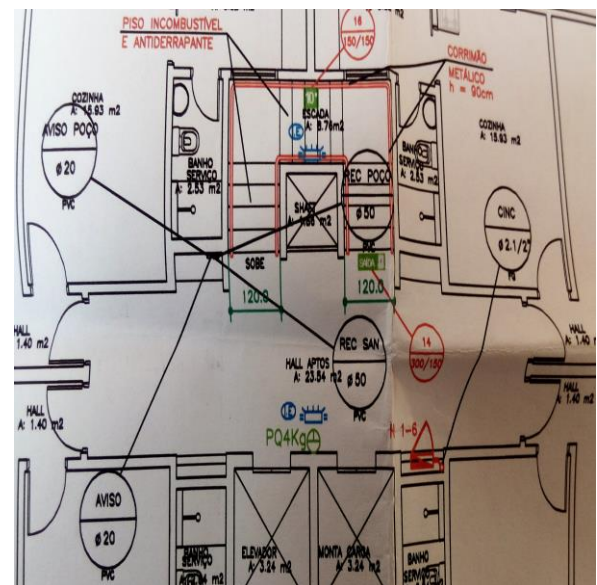 PISO INCOMBUSTÍVEL
E ANTIDERRAPANTE
16
150/150
CORRIMÃO
METÁLICO
h = 90cm
COZINHA
A: 15.93 m2
AVISO POÇO
ø 20
PVC
BANHO
SERVIÇO
A: 2.53 m2
ESCADA
IE
REC POÇO
ø 50
PVC
SHAFT
BANHO
SERVIÇO
A: 2.53 m2
COZINHA
A: 15.93 m2
CINC
ø 2.1/2"
SOBE
SAÍDA
120.0
120.0
14
300/150
HALL
1.40 m2
HALL
A: 1.40 m2
HALL APTOS
A: 23.54 m2
REC SAN
ø 50
PVC
HALL
A: 1.40 m2
HALL
A: 1.40 m2
IE
PQ4Kg
H 1-6
AVISO
ø 20
PVC
BANHO
ELEVADOR
A: 3.24 m2
MONTA CARGA
A: 3.24 m2
BANHO
SERVIÇO